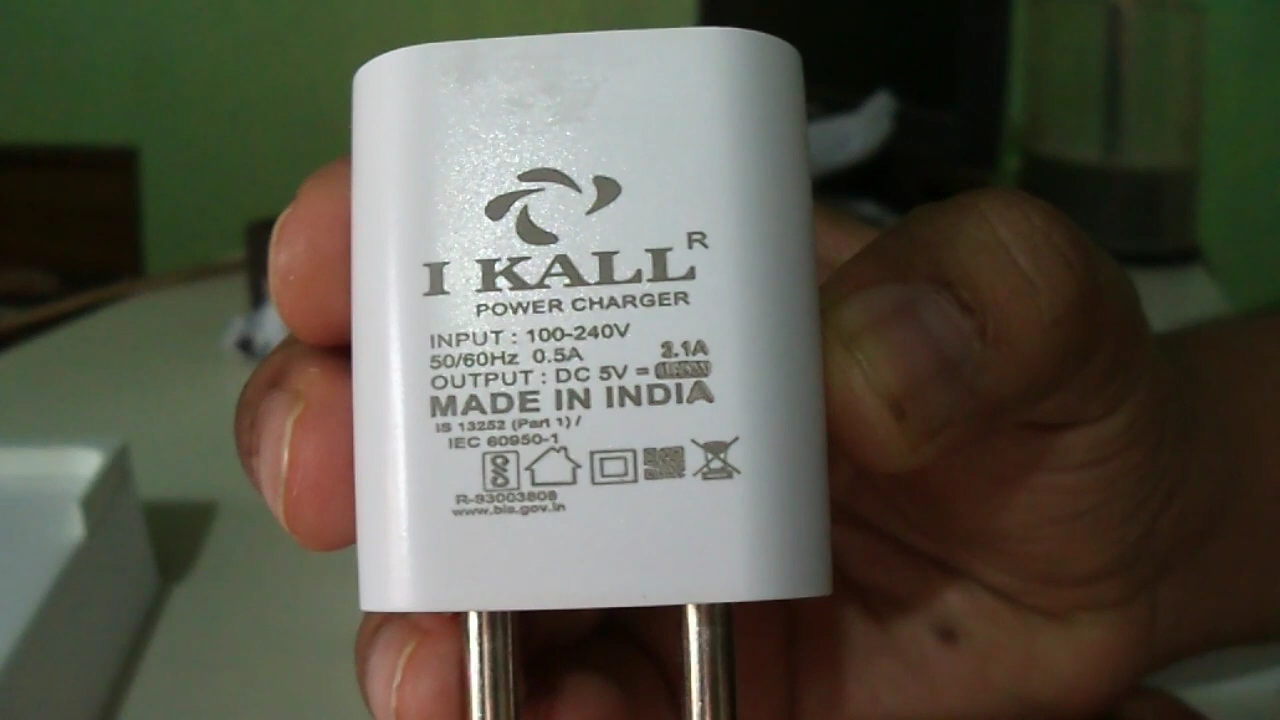 I KALL R
POWER CHARGER
INPUT : 100-240V
50/60Hz 0.5A
2.1A
OUTPUT : DC 5V =
MADE IN INDIA
IS 13252 (Part 1) /
IEC 60950-1
R-93003808
www.bis.gov.in